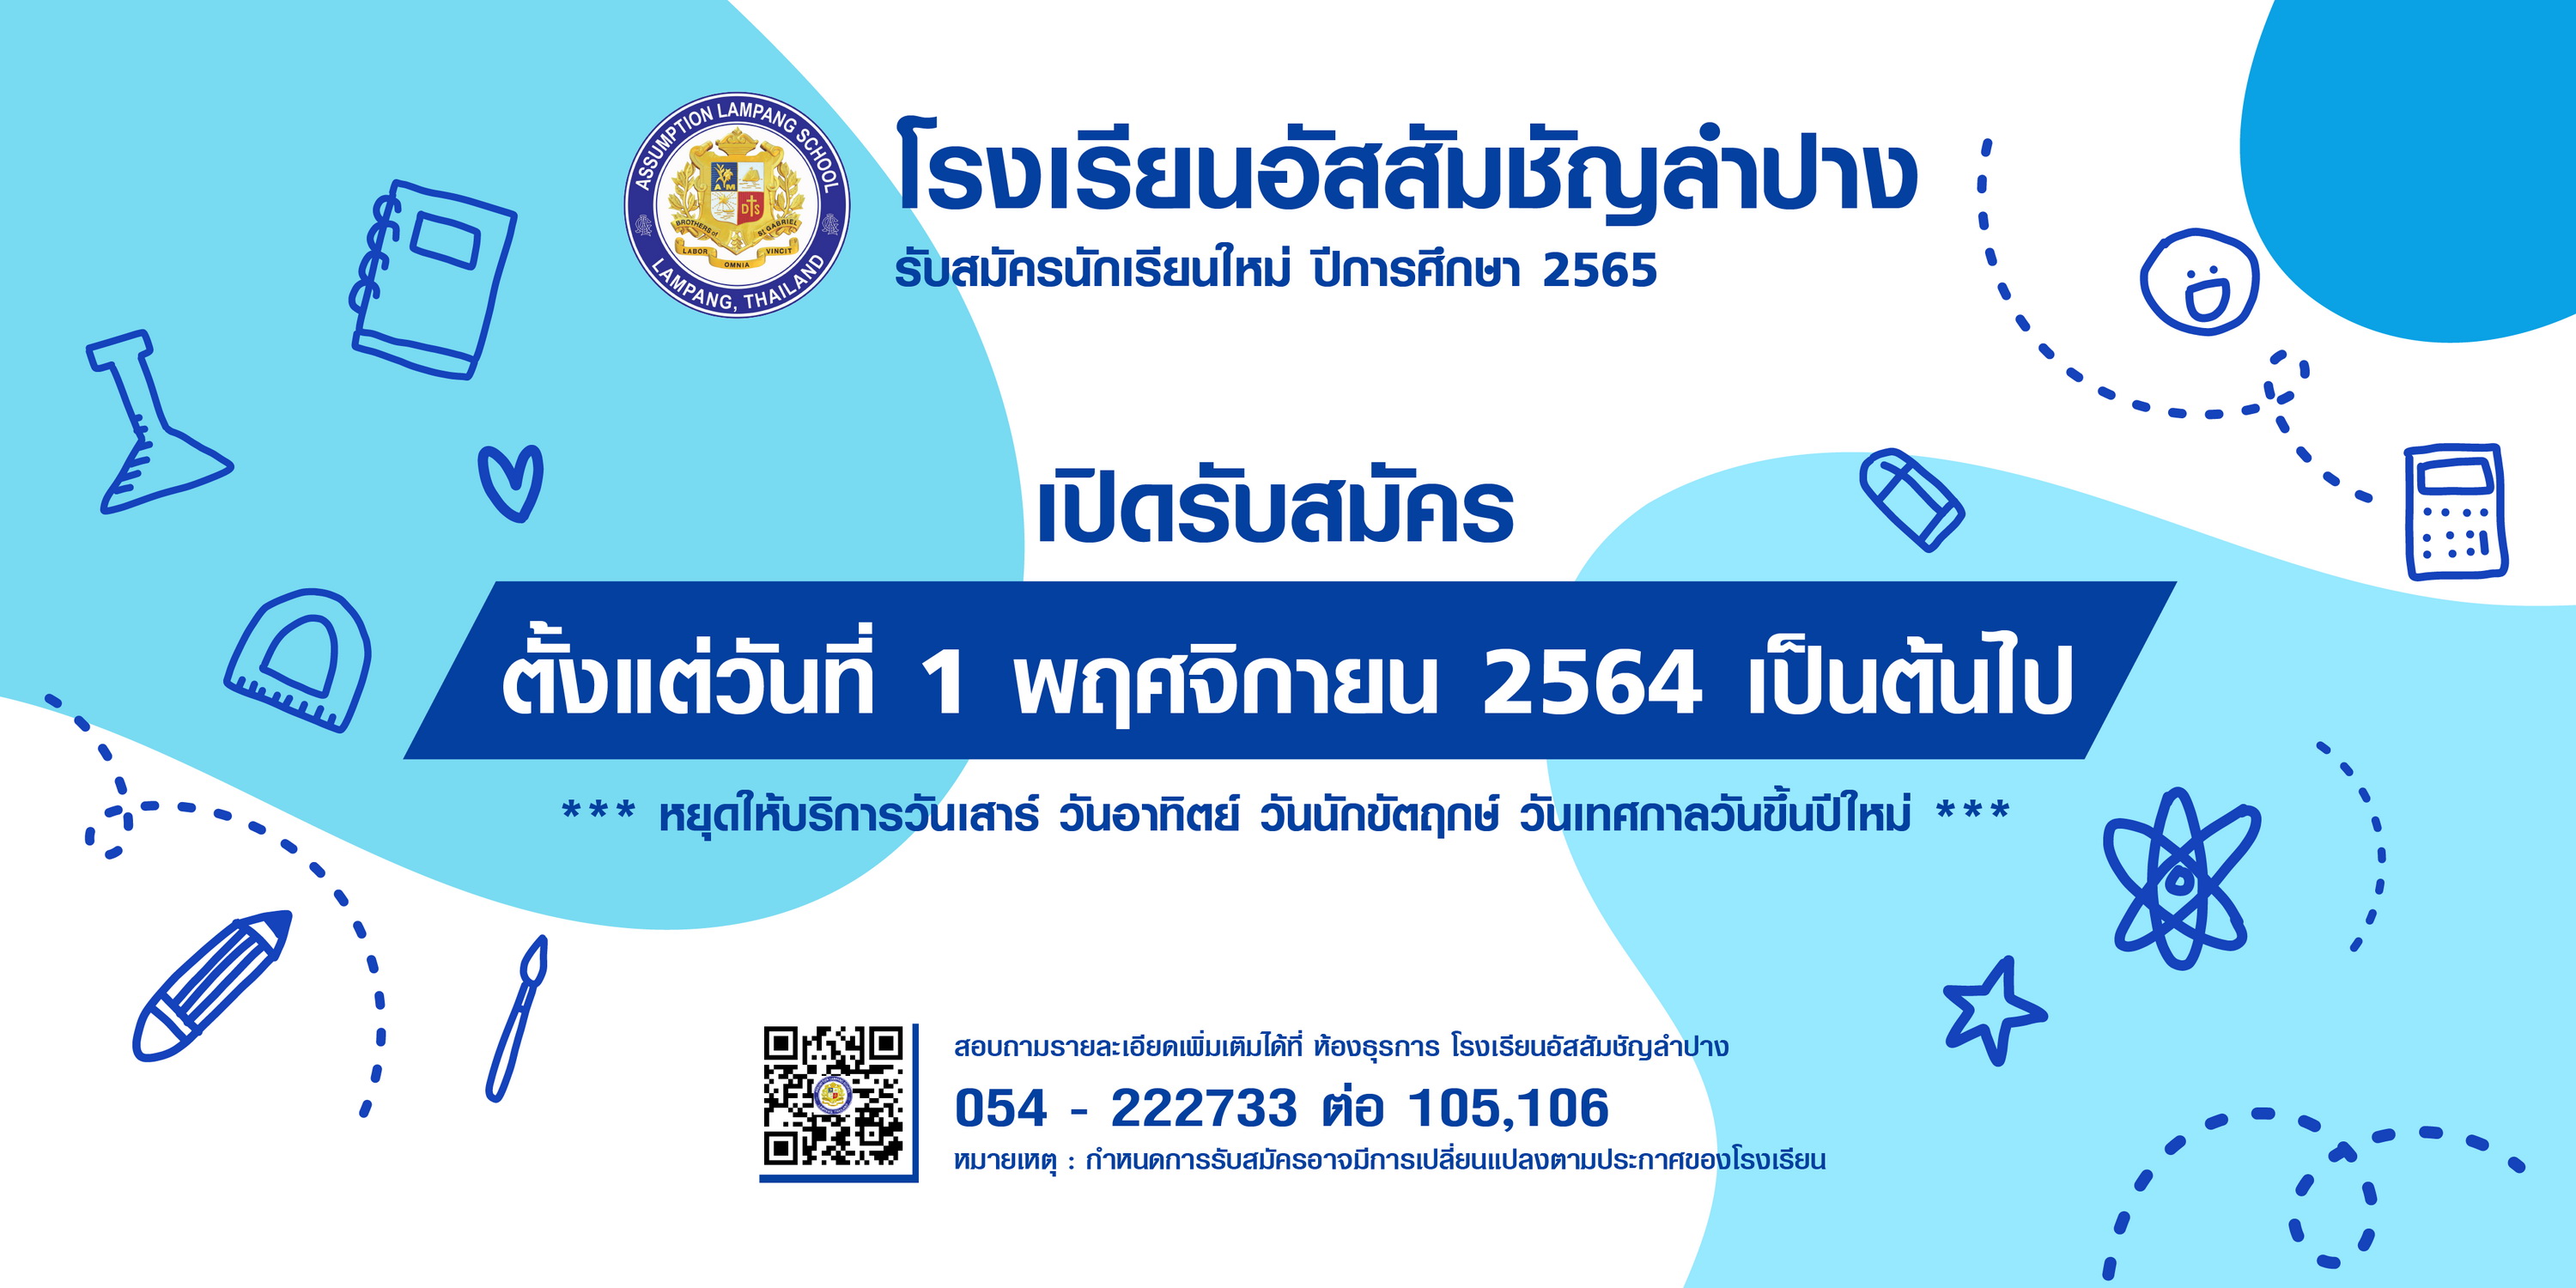 ASSUMPTION LAMPANG SCHOOL
LAMPANG, THAILAND
A M
D S
BROTHERS of ST GABRIEL
LABOR OMNIA VINCIT
โรงเรียนอัสสัมชัญลำปาง
รับสมัครนักเรียนใหม่ ปีการศึกษา 2565
เปิดรับสมัคร
ตั้งแต่วันที่ 1 พฤศจิกายน 2564 เป็นต้นไป
*** หยุดให้บริการวันเสาร์ วันอาทิตย์ วันนักขัตฤกษ์ วันเทศกาลวันขึ้นปีใหม่ ***
สอบถามรายละเอียดเพิ่มเติมได้ที่ ห้องธุรการ โรงเรียนอัสสัมชัญลำปาง
054 - 222733 ต่อ 105,106
หมายเหตุ : กำหนดการรับสมัครอาจมีการเปลี่ยนแปลงตามประกาศของโรงเรียน